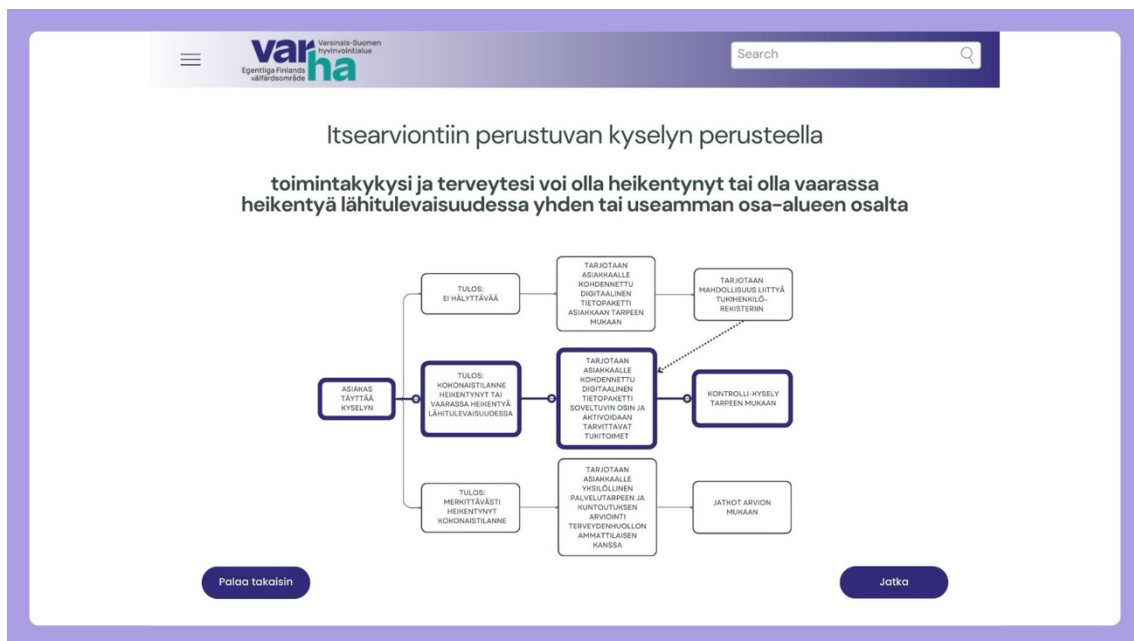 varha
Varsinais-Suomen
hyvinvointialue
Egentliga Finlands
välfärdsområde
Search
Itsearviontiin perustuvan kyselyn perusteella
toimintakykysi ja terveytesi voi olla heikentynyt tai olla vaarassa
heikentyä lähitulevaisuudessa yhden tai useamman osa-alueen osalta
TULOS:
EI HÄLYTTÄVÄÄ
TARJOTAAN
ASIAKKAALLE
KOHDENNETTU
DIGITAALINEN
TIETOPAKETTI
ASIAKKAAN TARPEEN
MUKAAN
TARJOTAAN
MAHDOLLISUUS LIITTYÄ
TUKIHENKILÖ-
REKISTERIIN
ASIAKAS
TÄYTTÄÄ
KYSELYN
TULOS:
KOKONAISTILANNE
HEIKENTYNYT TAI
VAARASSA HEIKENTYÄ
LÄHITULEVAISUUDESSA
TARJOTAAN
ASIAKKAALLE
KOHDENNETTU
DIGITAALINEN
TIETOPAKETTI
SOVELTUVIN OSIN JA
AKTIVOIDAAN
TARVITTAVAT
TUKITOIMET
KONTROLLI-KYSELY
TARPEEN MUKAAN
TULOS:
MERKITTÄVÄSTI
HEIKENTYNYT
KOKONAISTILANNE
TARJOTAAN
ASIAKKAALLE
YKSILÖLLINEN
PALVELUTARPEEN JA
KUNTOUTUKSEN
ARVIOINTI
TERVEYDENHUOLLON
AMMATTILAISEN
KANSSA
JATKOT ARVION
MUKAAN
Palaa takaisin
Jatka